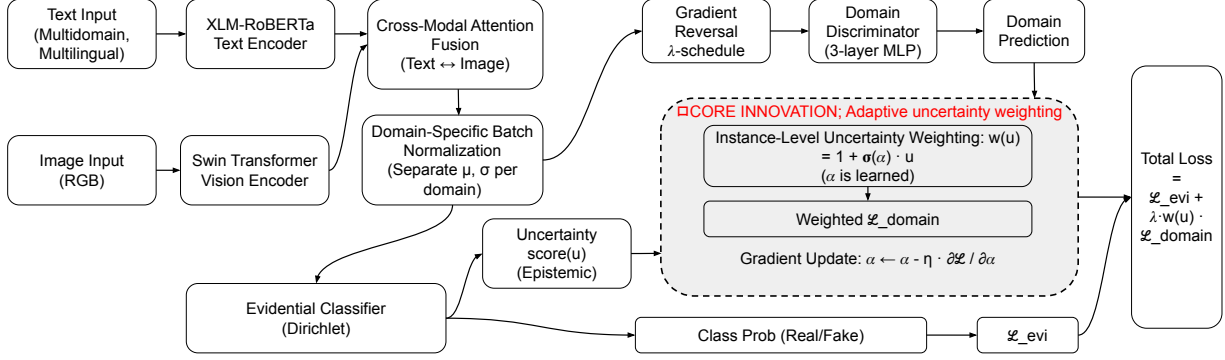 Text Input
(Multidomain,
Multilingual)
XLM-RoBERTa
Text Encoder
Cross-Modal Attention
Fusion
(Text ↔ Image)
Gradient
Reversal
λ-schedule
Domain
Discriminator
(3-layer MLP)
Domain
Prediction
Image Input
(RGB)
Swin Transformer
Vision Encoder
Domain-Specific Batch
Normalization
(Separate μ, σ per
domain)
CORE INNOVATION; Adaptive uncertainty weighting
Instance-Level Uncertainty Weighting: w(u)
= 1 + σ(α) · u
(α is learned)
Weighted ℒ_domain
Gradient Update: α ← α - η · ∂ℒ / ∂α
Uncertainty
score(u)
(Epistemic)
Evidential Classifier
(Dirichlet)
Class Prob (Real/Fake)
ℒ_evi
Total Loss
=
ℒ_evi +
λ·w(u) ·
ℒ_domain